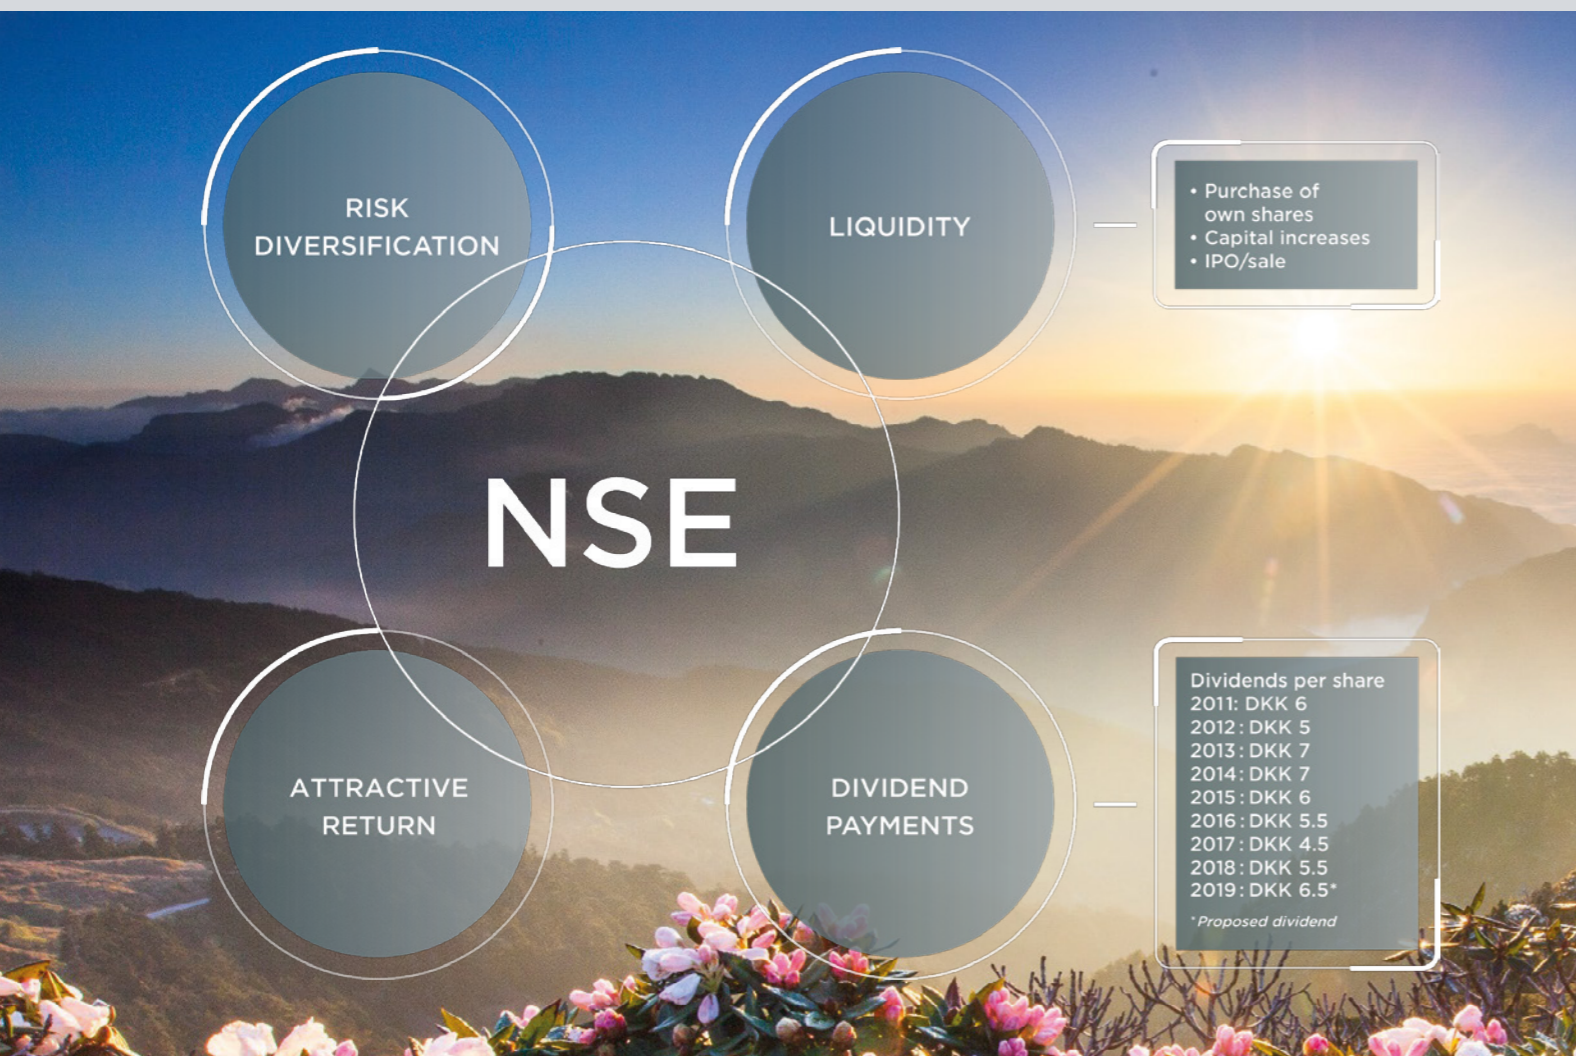 RISK
DIVERSIFICATION
LIQUIDITY
• Purchase of
own shares
• Capital increases
• IPO/sale
NSE
ATTRACTIVE
RETURN
DIVIDEND
PAYMENTS
Dividends per share
2011: DKK 6
2012: DKK 5
2013: DKK 7
2014: DKK 7
2015: DKK 6
2016: DKK 5.5
2017: DKK 4.5
2018: DKK 5.5
2019: DKK 6.5*
*Proposed dividend